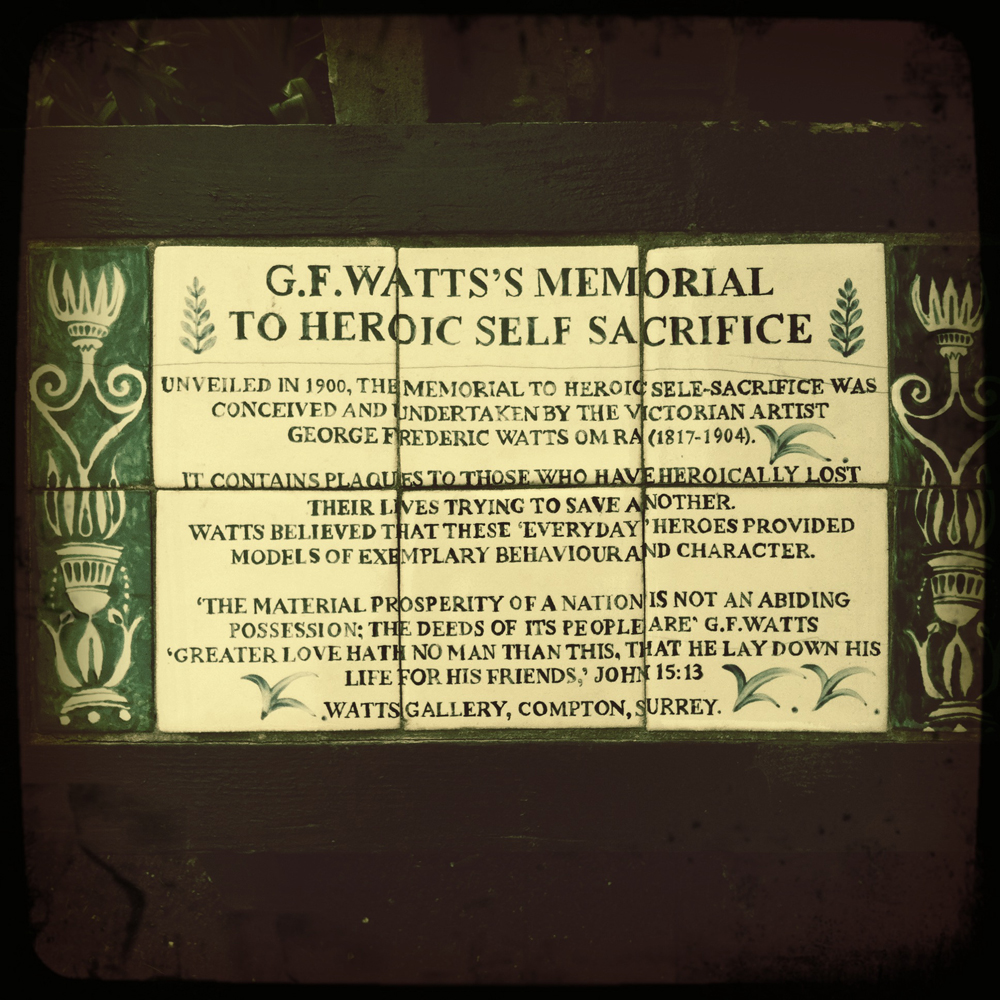 G.F.WATTS'S MEMORIAL
TO HEROIC SELF SACRIFICE
UNVEILED IN 1900, THE MEMORIAL TO HEROIC SELF-SACRIFICE WAS
CONCEIVED AND UNDERTAKEN BY THE VICTORIAN ARTIST
GEORGE FREDERIC WATTS OM RA (1817-1904).
IT CONTAINS PLAQUES TO THOSE WHO HAVE HEROICALLY LOST
THEIR LIVES TRYING TO SAVE ANOTHER.
WATTS BELIEVED THAT THESE 'EVERYDAY' HEROES PROVIDED
MODELS OF EXEMPLARY BEHAVIOUR AND CHARACTER.
'THE MATERIAL PROSPERITY OF A NATION IS NOT AN ABIDING
POSSESSION; THE DEEDS OF ITS PEOPLE ARE' G.F.WATTS
'GREATER LOVE HATH NO MAN THAN THIS, THAT HE LAY DOWN HIS
LIFE FOR HIS FRIENDS,' JOHN 15:13
WATTS GALLERY, COMPTON, SURREY.